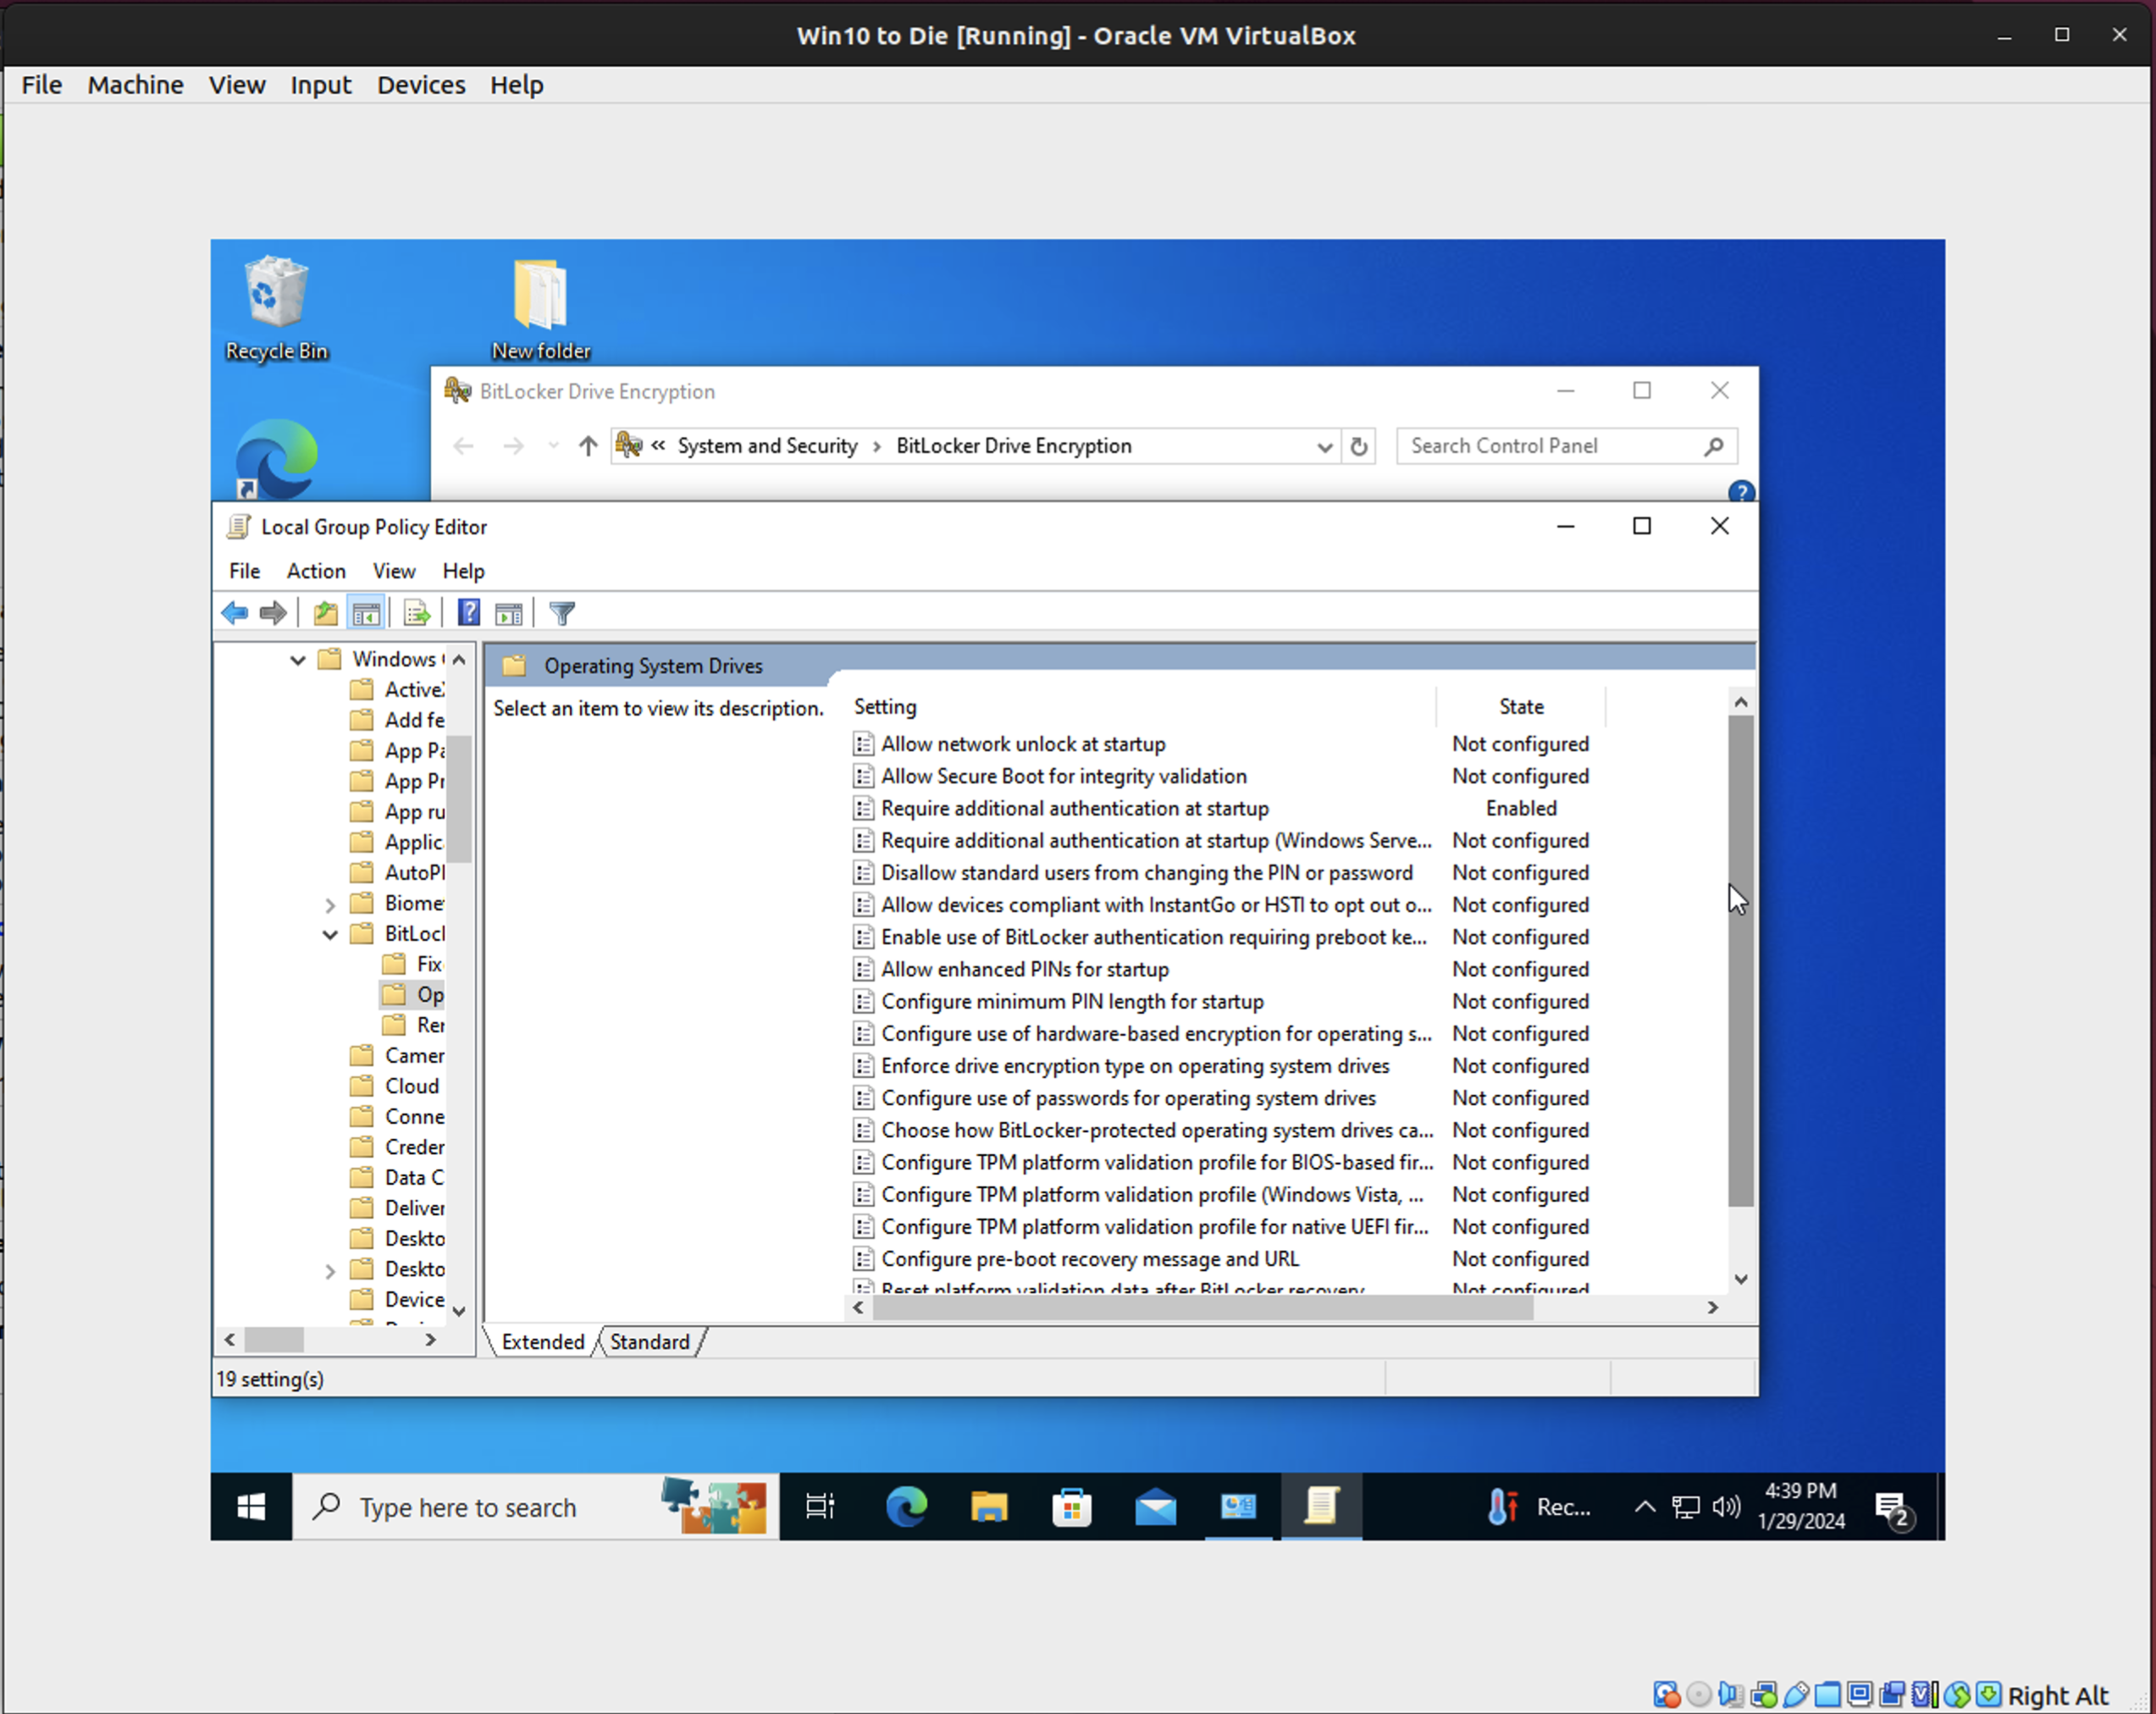 Win10 to Die [Running] - Oracle VM VirtualBox
File Machine View Input Devices Help
Recycle Bin
New folder
BitLocker Drive Encryption
« System and Security › BitLocker Drive Encryption
Search Control Panel
?
Local Group Policy Editor
File Action View Help
?
Windows
Active
Add fe
App Pa
App Pr
App ru
Applic
AutoPl
Biome
BitLocl
Fix
Op
Rer
Camer
Cloud
Conne
Creder
Data C
Deliver
Deskto
Deskto
Device
Operating System Drives
Select an item to view its description.
Setting State
Allow network unlock at startup Not configured
Allow Secure Boot for integrity validation Not configured
Require additional authentication at startup Enabled
Require additional authentication at startup (Windows Serve... Not configured
Disallow standard users from changing the PIN or password Not configured
Allow devices compliant with InstantGo or HSTI to opt out o... Not configured
Enable use of BitLocker authentication requiring preboot ke... Not configured
Allow enhanced PINs for startup Not configured
Configure minimum PIN length for startup Not configured
Configure use of hardware-based encryption for operating s... Not configured
Enforce drive encryption type on operating system drives Not configured
Configure use of passwords for operating system drives Not configured
Choose how BitLocker-protected operating system drives ca... Not configured
Configure TPM platform validation profile for BIOS-based fir... Not configured
Configure TPM platform validation profile (Windows Vista, ... Not configured
Configure TPM platform validation profile for native UEFI fir... Not configured
Configure pre-boot recovery message and URL Not configured
Reset platform validation data after BitLocker recovery Not configured
Extended Standard
19 setting(s)
Type here to search
Rec...
4:39 PM
1/29/2024
2
Right Alt